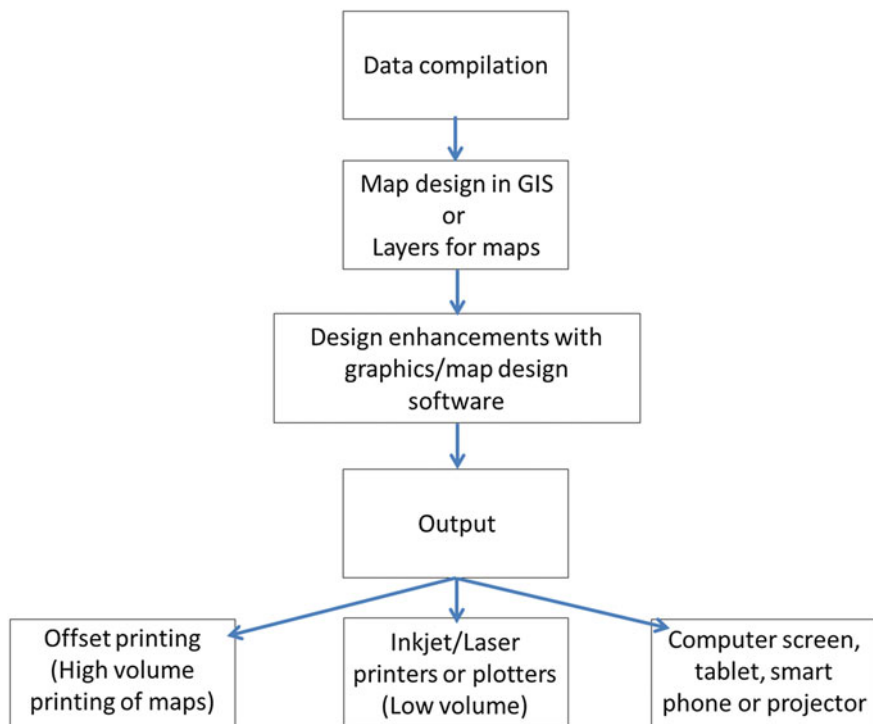 Data compilation
Map design in GIS
or
Layers for maps
Design enhancements with
graphics/map design
software
Output
Offset printing
(High volume
printing of maps)
Inkjet/Laser
printers or plotters
(Low volume)
Computer screen,
tablet, smart
phone or projector